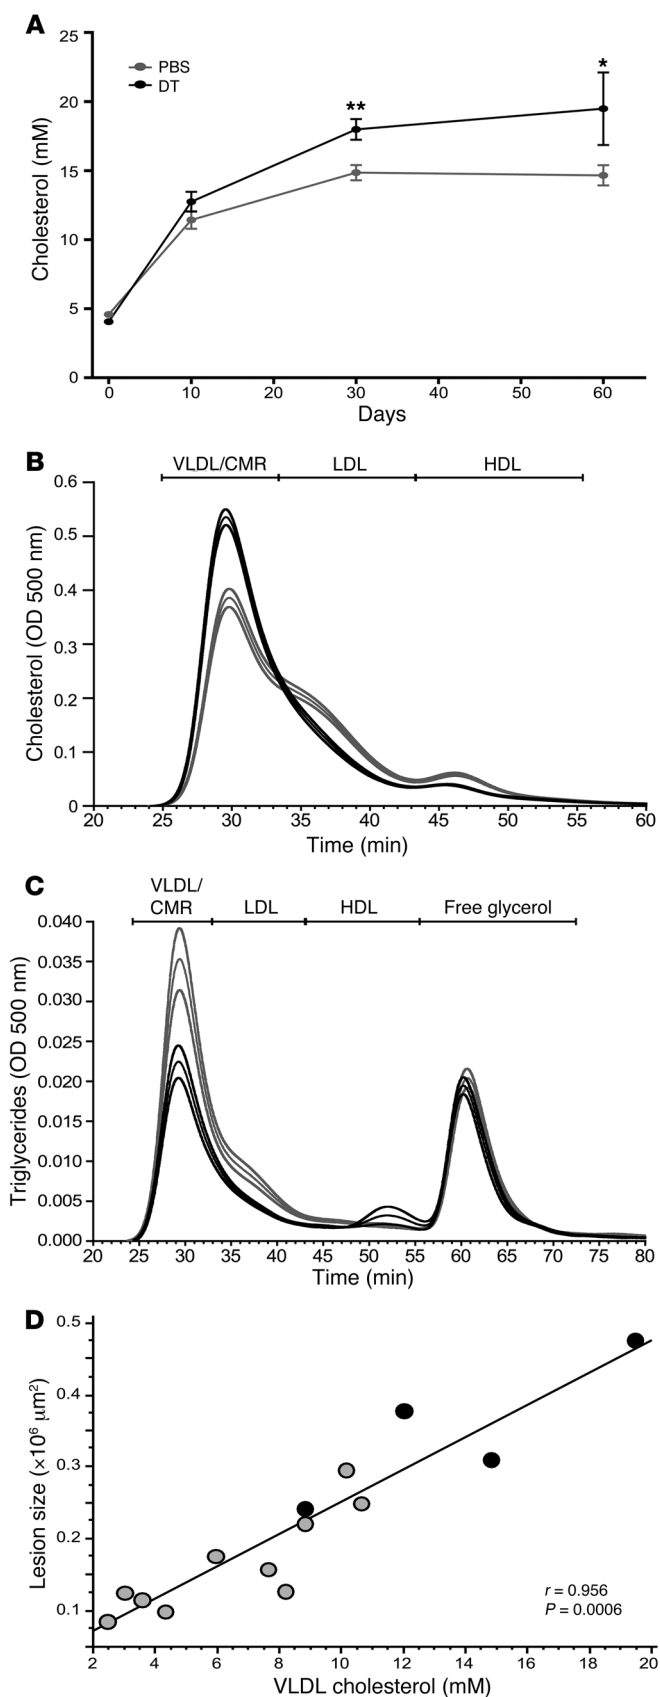 A
25
20
15
10
5
0
Cholesterol (mM)
PBS
DT
**
*
0 10 20 30 40 50 60
Days
B
VLDL/CMR LDL HDL
0.6
0.5
0.4
0.3
0.2
0.1
0
Cholesterol (OD 500 nm)
20 25 30 35 40 45 50 55 60
Time (min)
C
VLDL/
CMR LDL HDL Free glycerol
0.040
0.035
0.030
0.025
0.020
0.015
0.010
0.005
0.000
Triglycerides (OD 500 nm)
20 25 30 35 40 45 50 55 60 65 70 75 80
Time (min)
D
0.5
0.4
0.3
0.2
0.1
Lesion size (×10⁶ μm²)
r = 0.956
P = 0.0006
2 4 6 8 10 12 14 16 18 20
VLDL cholesterol (mM)